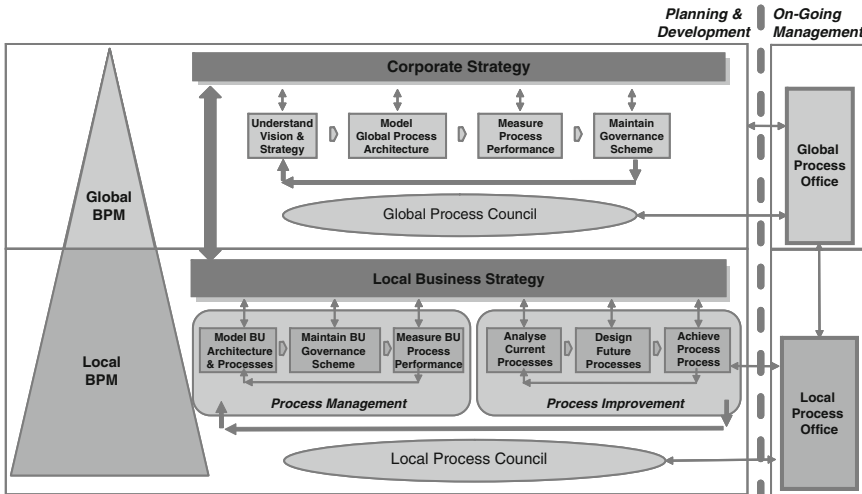 Planning &
Development
On-Going
Management
Corporate Strategy
Understand
Vision &
Strategy
Model
Global Process
Architecture
Measure
Process
Performance
Maintain
Governance
Scheme
Global Process Council
Global
BPM
Global
Process
Office
Local Business Strategy
Model BU
Architecture
& Processes
Maintain BU
Governance
Scheme
Measure BU
Process
Performance
Process Management
Analyse
Current
Processes
Design
Future
Processes
Achieve
Process
Process
Process Improvement
Local
BPM
Local Process Council
Local
Process
Office